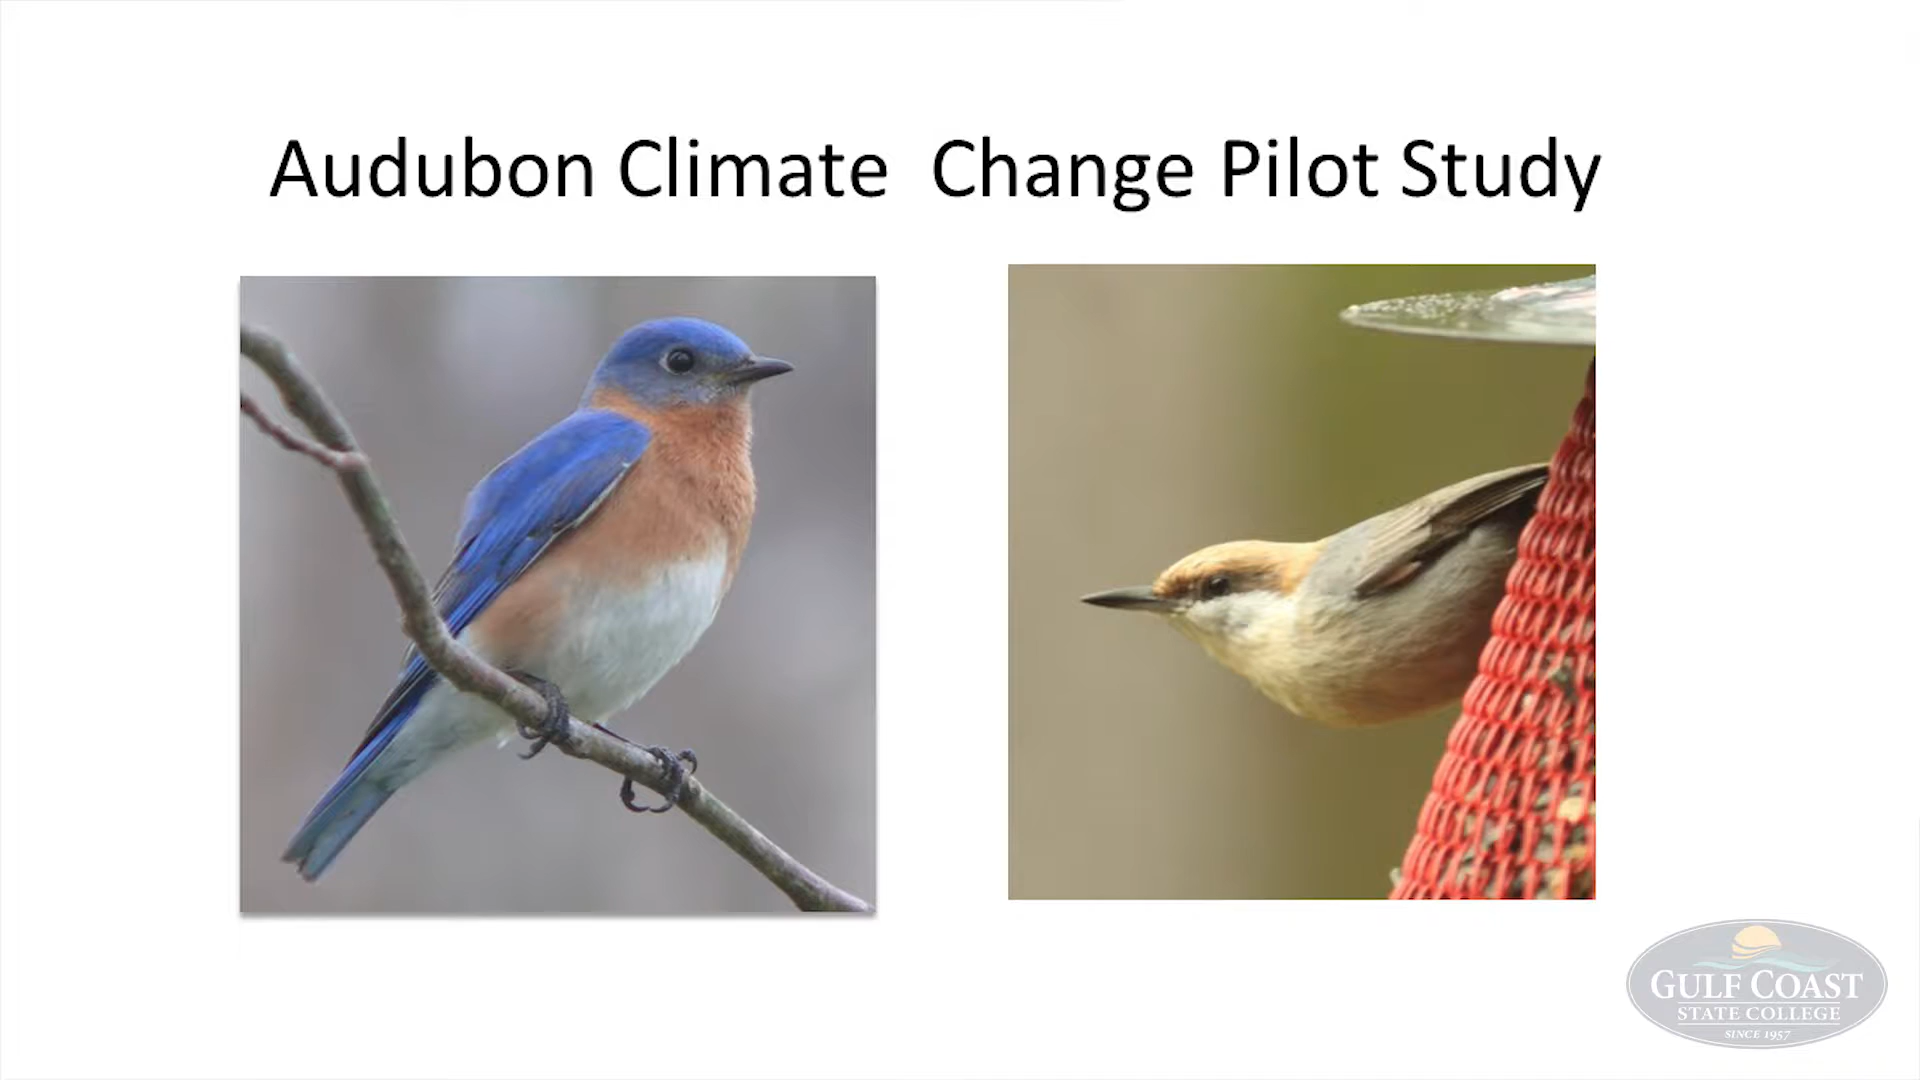 Audubon Climate  Change Pilot Study
GULF COAST
STATE COLLEGE
SINCE 1957